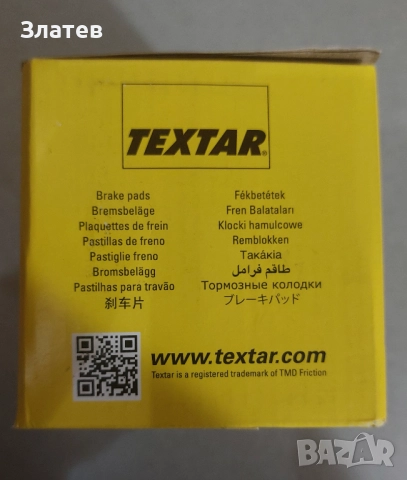 Златев
TEXTAR®
Brake pads
Bremsbeläge
Plaquettes de frein
Pastillas de freno
Pastiglie freno
Bromsbelägg
Pastilhas para travão
刹车片
Fékbetétek
Fren Balataları
Klocki hamulcowe
Remblokken
Τακάκια
طاقم فرامل
Тормозные колодки
ブレーキパッド
www.textar.com
Textar is a registered trademark of TMD Friction
BAZAR